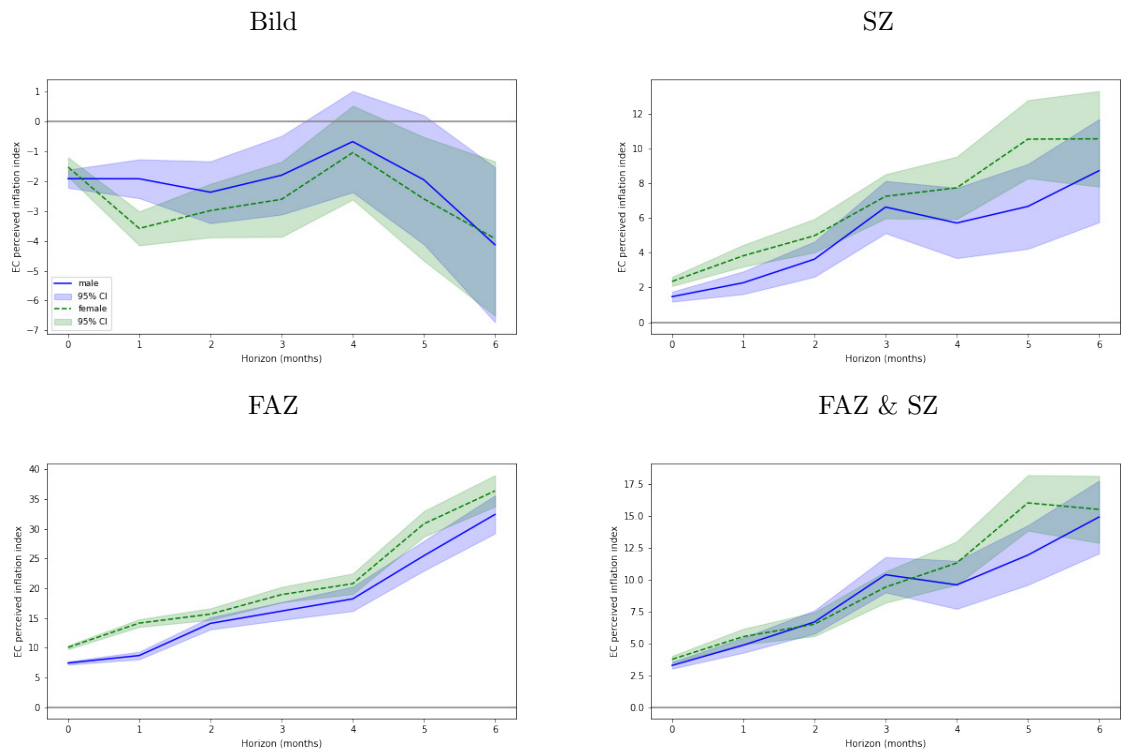 Bild
SZ
EC perceived inflation index
1
0
−1
−2
−3
−4
−5
−6
−7
male
95% CI
female
95% CI
0 1 2 3 4 5 6
Horizon (months)
EC perceived inflation index
12
10
8
6
4
2
0
0 1 2 3 4 5 6
Horizon (months)
FAZ
FAZ & SZ
EC perceived inflation index
40
35
30
25
20
15
10
5
0
0 1 2 3 4 5 6
Horizon (months)
EC perceived inflation index
17.5
15.0
12.5
10.0
7.5
5.0
2.5
0.0
0 1 2 3 4 5 6
Horizon (months)